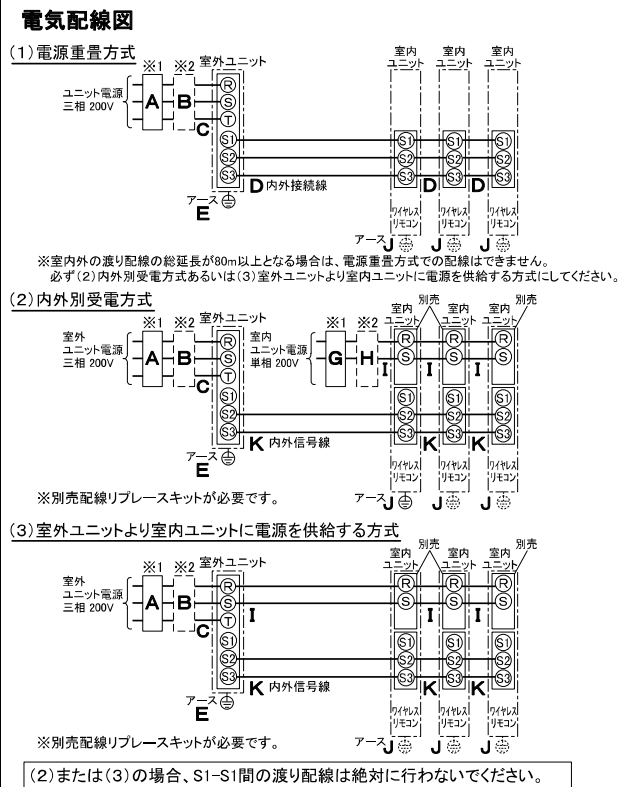 電気配線図
(1)電源重畳方式
※1 ※2 室外ユニット
室内ユニット 室内ユニット 室内ユニット
ユニット電源
三相 200V
A B C
R
S
T
S1 S1 S1 S1
S2 S2 S2 S2
S3 S3 S3 S3
D 内外接続線 D D
アース
E
ワイヤレスリモコン ワイヤレスリモコン ワイヤレスリモコン
アース J J J
※室内外の渡り配線の総延長が80m以上となる場合は、電源重畳方式での配線はできません。
必ず(2)内外別受電方式あるいは(3)室外ユニットより室内ユニットに電源を供給する方式にしてください。
(2)内外別受電方式
※1 ※2 室外ユニット
※1 ※2 室内ユニット 別売 室内ユニット 室内ユニット 別売
室外
ユニット電源
三相 200V
A B C
室内
ユニット電源
単相 200V
G H I I I
R R R R
S S S S
T
S1 S1 S1 S1
S2 S2 S2 S2
S3 S3 S3 S3
K 内外信号線 K K
アース
E
ワイヤレスリモコン ワイヤレスリモコン ワイヤレスリモコン
※別売配線リプレースキットが必要です。
アース J J J
(3)室外ユニットより室内ユニットに電源を供給する方式
※1 ※2 室外ユニット
室内ユニット 別売 室内ユニット 室内ユニット 別売
室外
ユニット電源
三相 200V
A B C
R R R R
S S S S
T
I I I
S1 S1 S1 S1
S2 S2 S2 S2
S3 S3 S3 S3
K 内外信号線 K K
アース
E
ワイヤレスリモコン ワイヤレスリモコン ワイヤレスリモコン
※別売配線リプレースキットが必要です。
アース J J J
(2)または(3)の場合、S1-S1間の渡り配線は絶対に行わないでください。